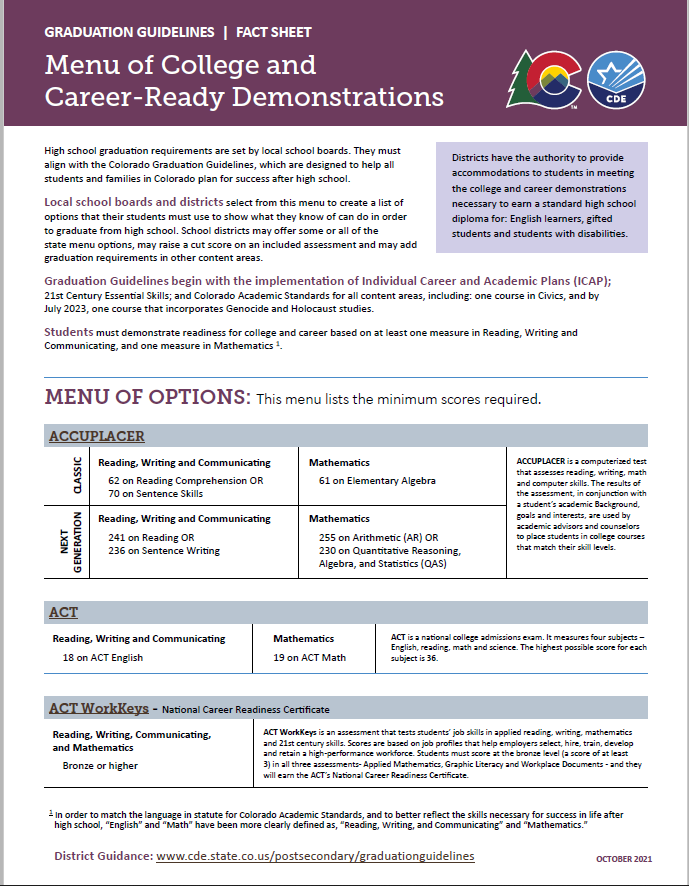 GRADUATION GUIDELINES | FACT SHEET
Menu of College and
Career-Ready Demonstrations
CDE
High school graduation requirements are set by local school boards. They must
align with the Colorado Graduation Guidelines, which are designed to help all
students and families in Colorado plan for success after high school.
Districts have the authority to provide
accommodations to students in meeting
the college and career demonstrations
necessary to earn a standard high school
diploma for: English learners, gifted
students and students with disabilities.
Local school boards and districts select from this menu to create a list of
options that their students must use to show what they know of can do in order
to graduate from high school. School districts may offer some or all of the
state menu options, may raise a cut score on an included assessment and may add
graduation requirements in other content areas.
Graduation Guidelines begin with the implementation of Individual Career and Academic Plans (ICAP);
21st Century Essential Skills; and Colorado Academic Standards for all content areas, including: one course in Civics, and by
July 2023, one course that incorporates Genocide and Holocaust studies.
Students must demonstrate readiness for college and career based on at least one measure in Reading, Writing and
Communicating, and one measure in Mathematics 1.
MENU OF OPTIONS: This menu lists the minimum scores required.
ACCUPLACER
CLASSIC
Reading, Writing and Communicating
62 on Reading Comprehension OR
70 on Sentence Skills
Mathematics
61 on Elementary Algebra
ACCUPLACER is a computerized test
that assesses reading, writing, math
and computer skills. The results of
the assessment, in conjunction with
a student's academic Background,
goals and interests, are used by
academic advisors and counselors
to place students in college courses
that match their skill levels.
NEXT
GENERATION
Reading, Writing and Communicating
241 on Reading OR
236 on Sentence Writing
Mathematics
255 on Arithmetic (AR) OR
230 on Quantitative Reasoning,
Algebra, and Statistics (QAS)
ACT
Reading, Writing and Communicating
18 on ACT English
Mathematics
19 on ACT Math
ACT is a national college admissions exam. It measures four subjects –
English, reading, math and science. The highest possible score for each
subject is 36.
ACT WorkKeys - National Career Readiness Certificate
Reading, Writing, Communicating,
and Mathematics
Bronze or higher
ACT WorkKeys is an assessment that tests students' job skills in applied reading, writing, mathematics
and 21st century skills. Scores are based on job profiles that help employers select, hire, train, develop
and retain a high-performance workforce. Students must score at the bronze level (a score of at least
3) in all three assessments- Applied Mathematics, Graphic Literacy and Workplace Documents - and they
will earn the ACT's National Career Readiness Certificate.
1 In order to match the language in statute for Colorado Academic Standards, and to better reflect the skills necessary for success in life after
high school, "English" and "Math" have been more clearly defined as, "Reading, Writing, and Communicating" and "Mathematics."
District Guidance: www.cde.state.co.us/postsecondary/graduationguidelines
OCTOBER 2021